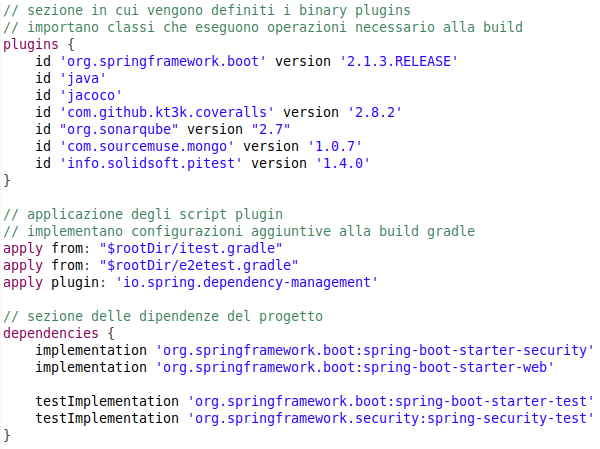 // sezione in cui vengono definiti i binary plugins
// importano classi che eseguono operazioni necessario alla build
plugins {
    id 'org.springframework.boot' version '2.1.3.RELEASE'
    id 'java'
    id 'jacoco'
    id 'com.github.kt3k.coveralls' version '2.8.2'
    id "org.sonarqube" version "2.7"
    id 'com.sourcemuse.mongo' version '1.0.7'
    id 'info.solidsoft.pitest' version '1.4.0'
}

// applicazione degli script plugin
// implementano configurazioni aggiuntive alla build gradle
apply from: "$rootDir/itest.gradle"
apply from: "$rootDir/e2etest.gradle"
apply plugin: 'io.spring.dependency-management'

// sezione delle dipendenze del progetto
dependencies {
    implementation 'org.springframework.boot:spring-boot-starter-security'
    implementation 'org.springframework.boot:spring-boot-starter-web'

    testImplementation 'org.springframework.boot:spring-boot-starter-test'
    testImplementation 'org.springframework.security:spring-security-test'
}